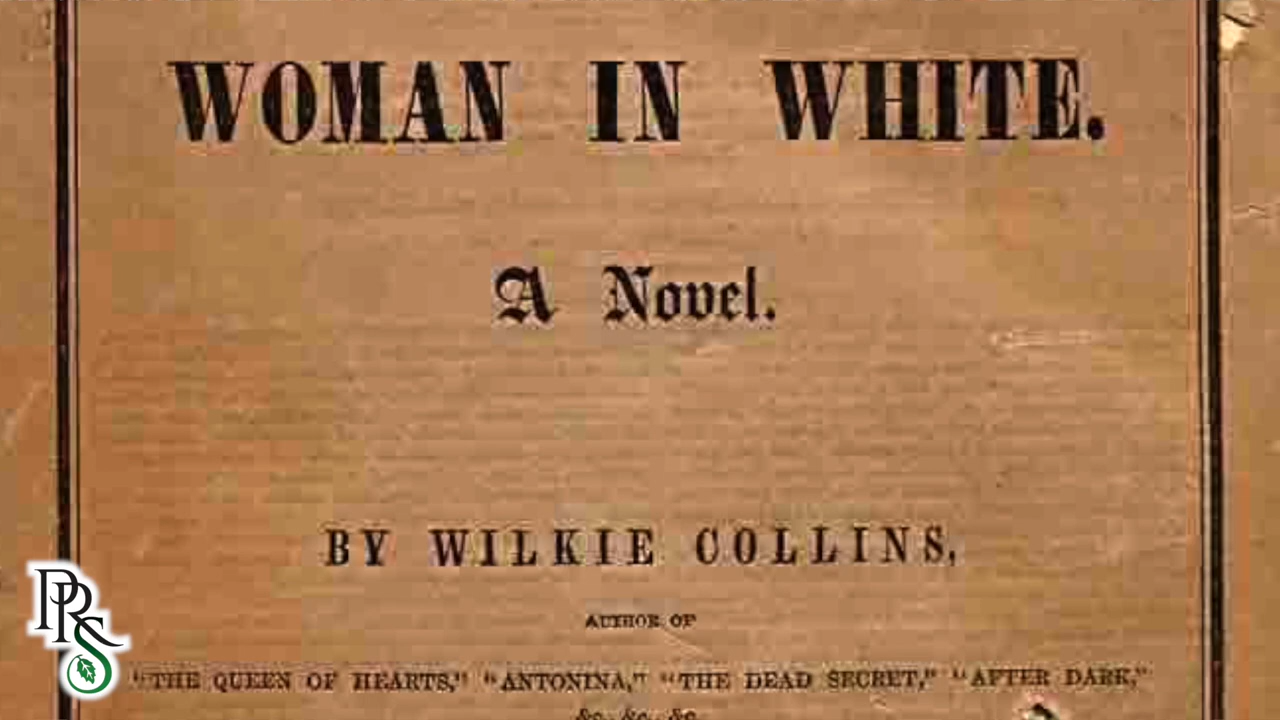 WOMAN IN WHITE.
A Novel.
BY WILKIE COLLINS,
AUTHOR OF
"THE QUEEN OF HEARTS," "ANTONINA," "THE DEAD SECRET," "AFTER DARK,"
&c., &c., &c.
PRS